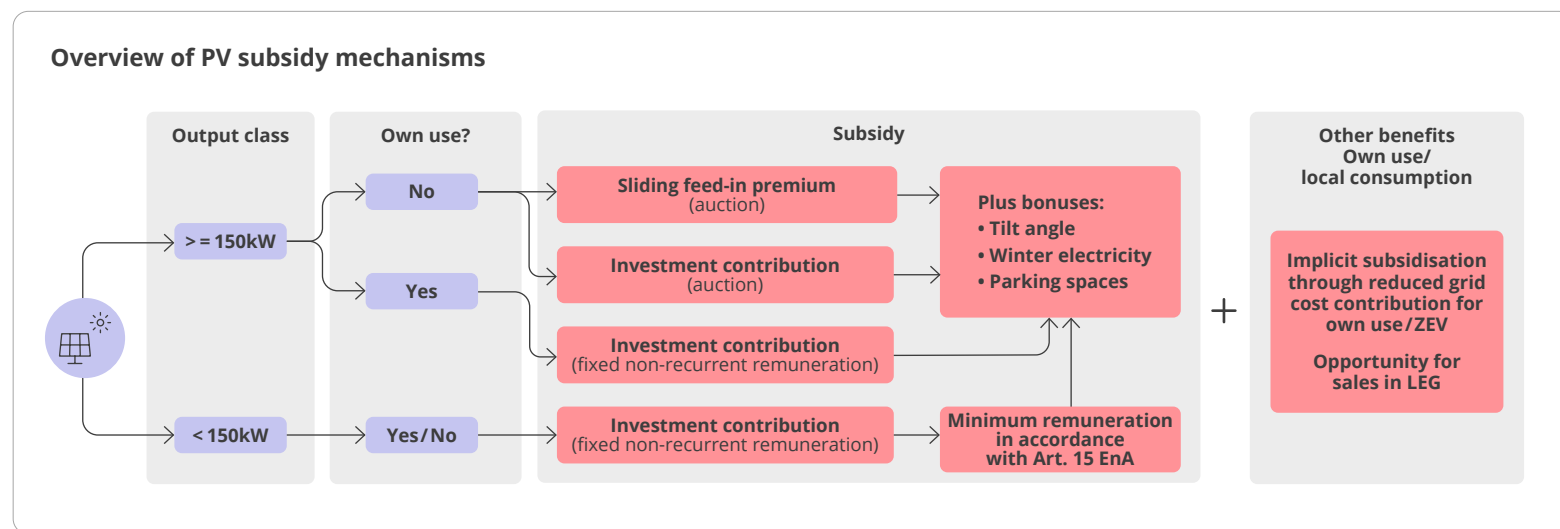 Overview of PV subsidy mechanisms
Output class
Own use?
Subsidy
Other benefits
Own use/
local consumption
>= 150kW
< 150kW
No
Yes
Yes/No
Sliding feed-in premium
(auction)
Investment contribution
(auction)
Investment contribution
(fixed non-recurrent remuneration)
Investment contribution
(fixed non-recurrent remuneration)
Plus bonuses:
• Tilt angle
• Winter electricity
• Parking spaces
Minimum remuneration
in accordance
with Art. 15 EnA
+
Implicit subsidisation
through reduced grid
cost contribution for
own use/ZEV
Opportunity for
sales in LEG